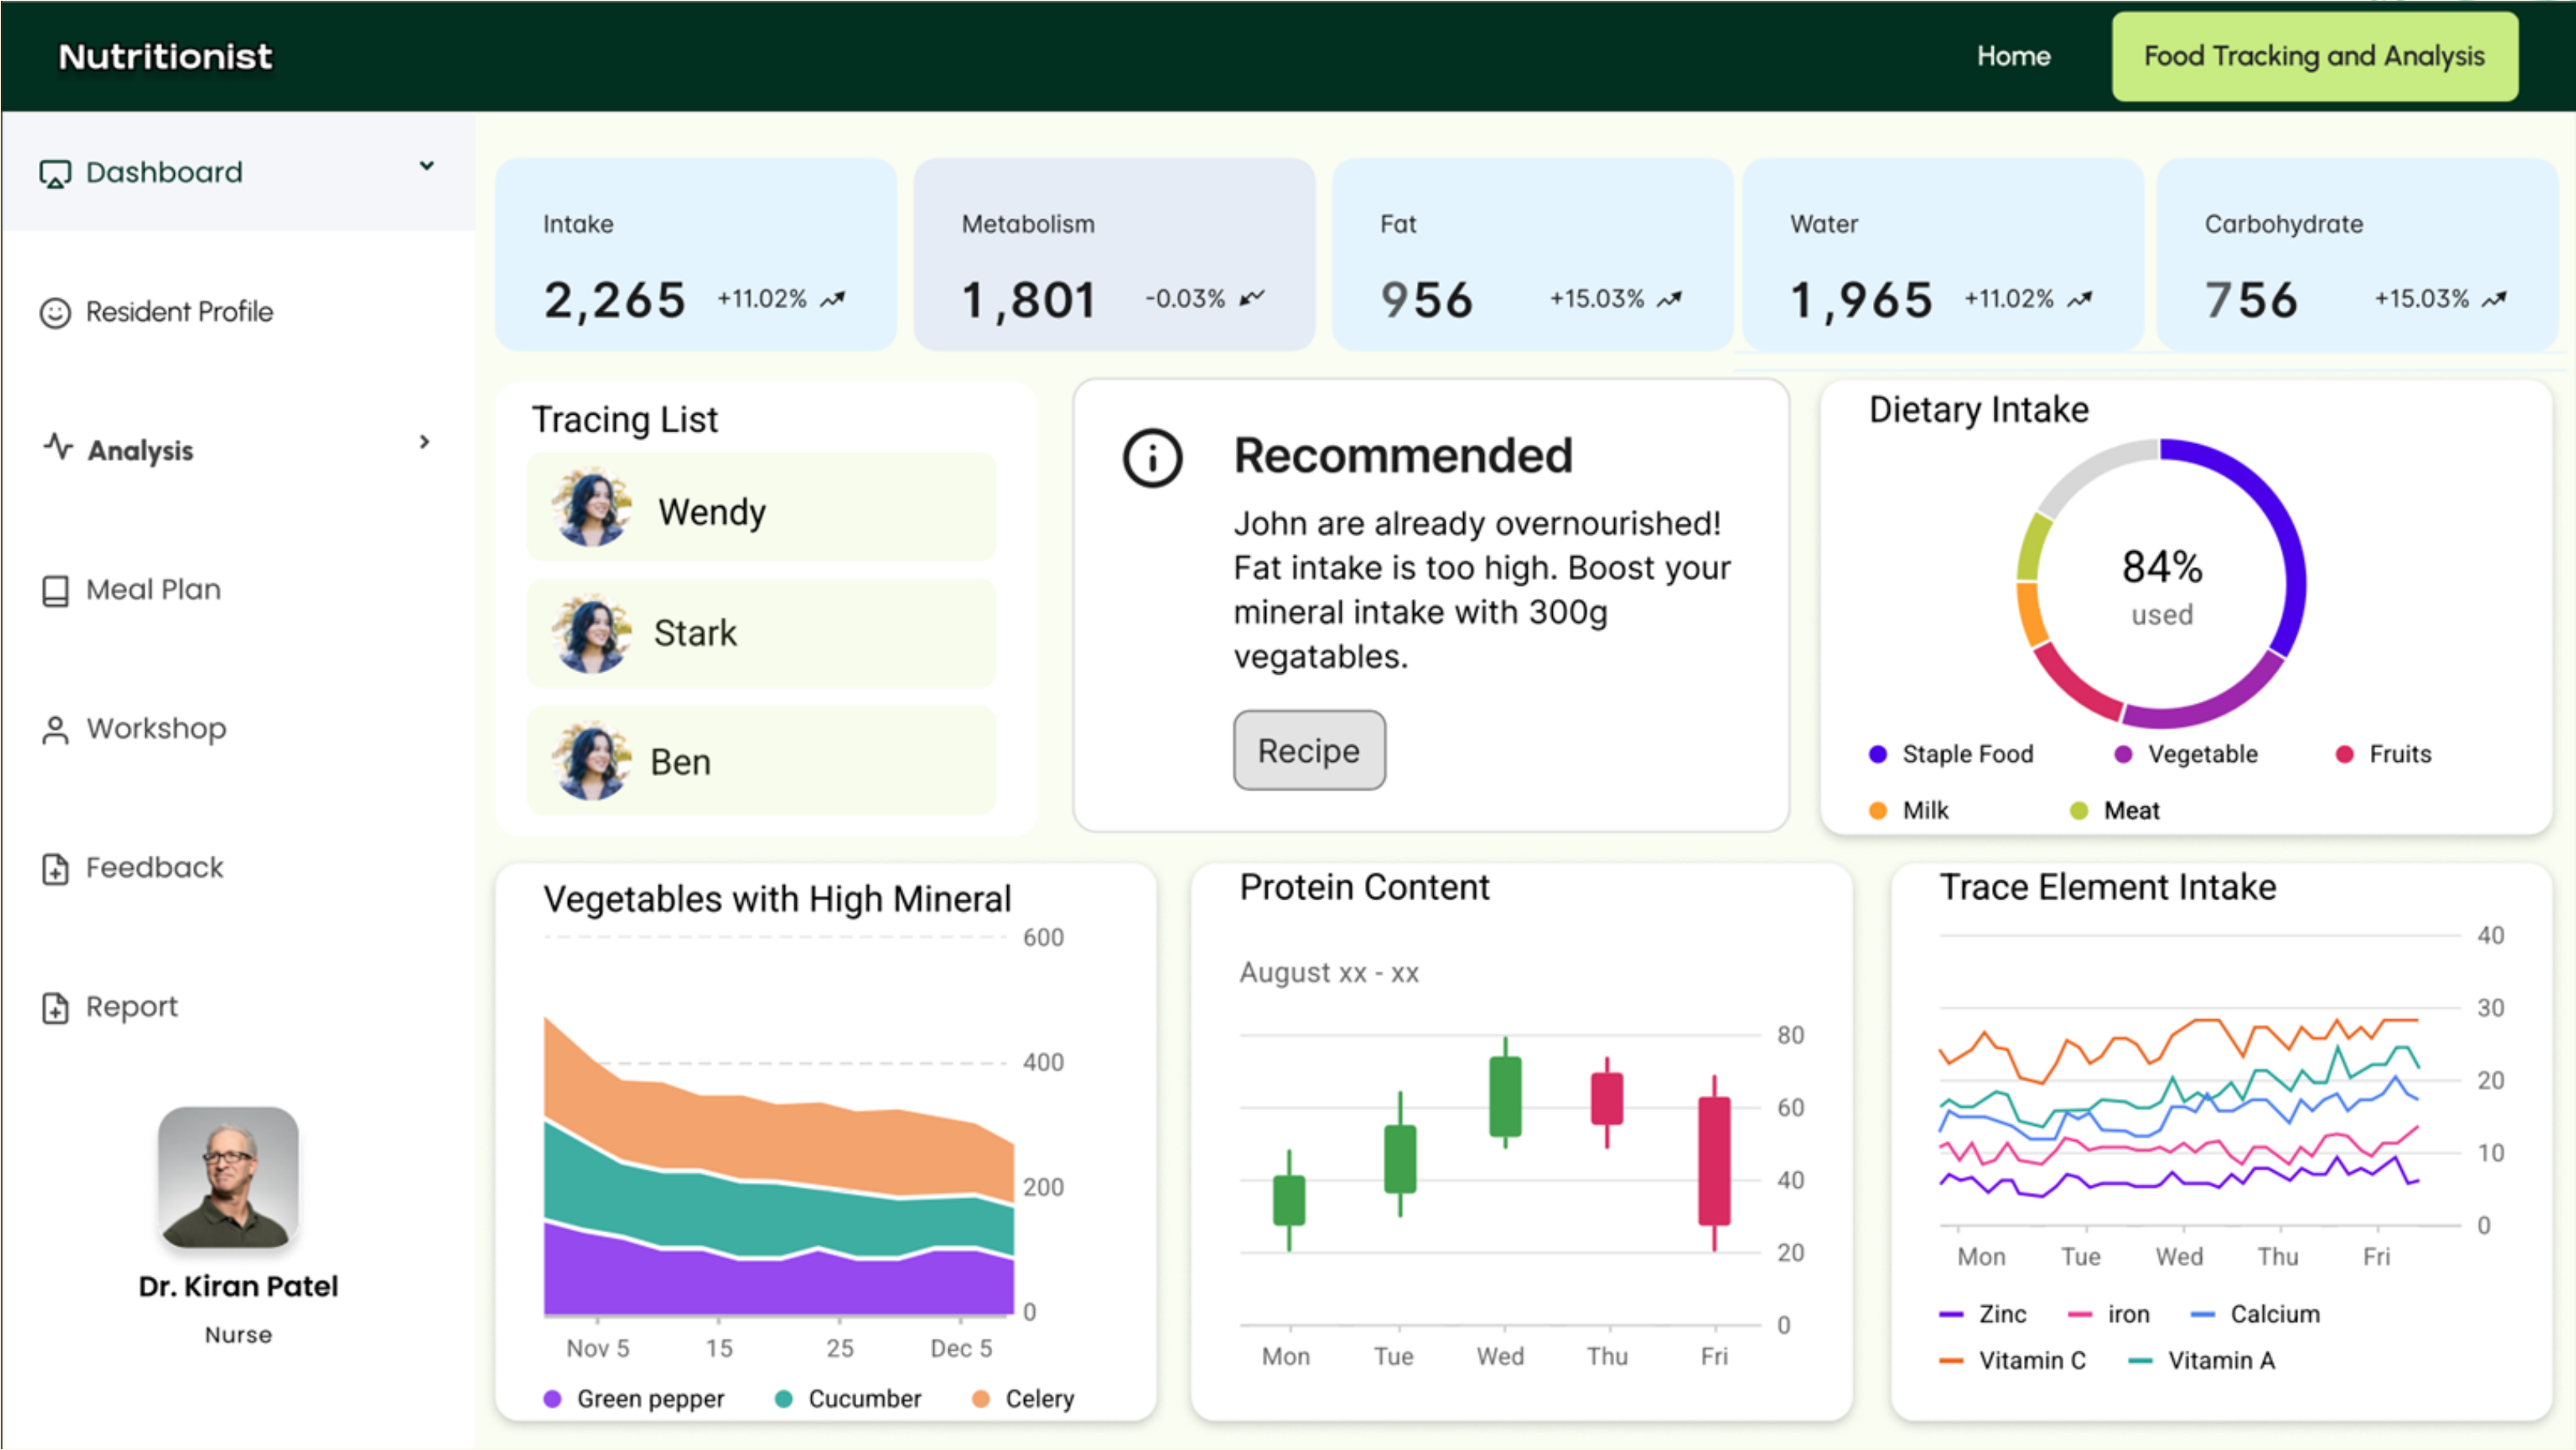 Nutritionist
Home
Food Tracking and Analysis
Dashboard
Resident Profile
Analysis
Meal Plan
Workshop
Feedback
Report
Dr. Kiran Patel
Nurse
Intake
2,265 +11.02%
Metabolism
1,801 -0.03%
Fat
956 +15.03%
Water
1,965 +11.02%
Carbohydrate
756 +15.03%
Tracing List
Wendy
Stark
Ben
Recommended
John are already overnourished!
Fat intake is too high. Boost your
mineral intake with 300g
vegatables.
Recipe
Dietary Intake
84%
used
Staple Food Vegetable Fruits
Milk Meat
Vegetables with High Mineral
600
400
200
0
Nov 5 15 25 Dec 5
Green pepper Cucumber Celery
Protein Content
August xx - xx
80
60
40
20
0
Mon Tue Wed Thu Fri
Trace Element Intake
40
30
20
10
0
Mon Tue Wed Thu Fri
Zinc iron Calcium
Vitamin C Vitamin A